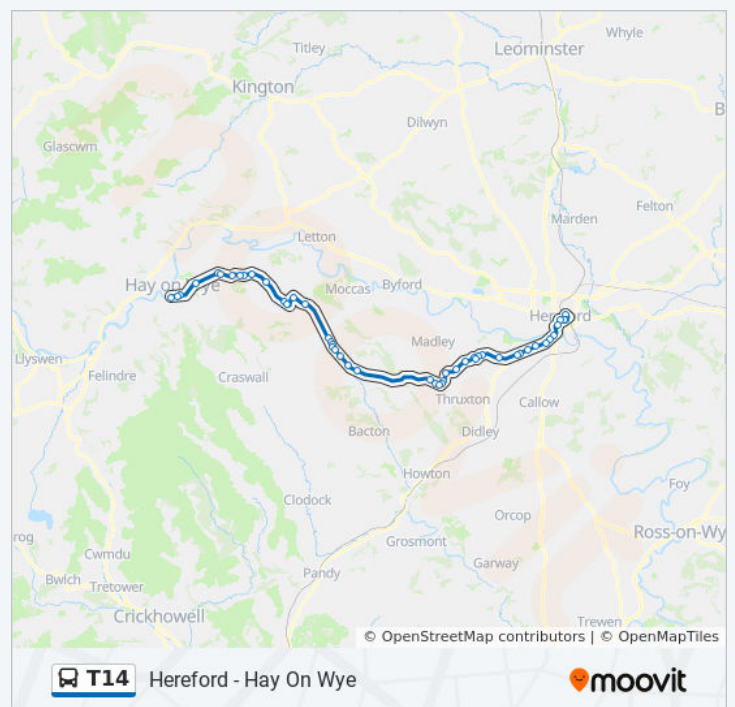 Whyle
Titley
Leominster
Kington
B
Dilwyn
Glascwm
Felton
Marden
Letton
Hay on Wye
Moccas
Byford
Hereford
Madley
Llyswen
Felindre
Craswall
Thruxton
Callow
Bacton
Didley
Howton
Foy
Clodock
Orcop
Ross-on-Wy
rog
Grosmont
Cwmdu
Garway
Pandy
Bwlch
Tretower
Crickhowell
Trewen
© OpenStreetMap contributors | © OpenMapTiles
T14 Hereford - Hay On Wye
moovit